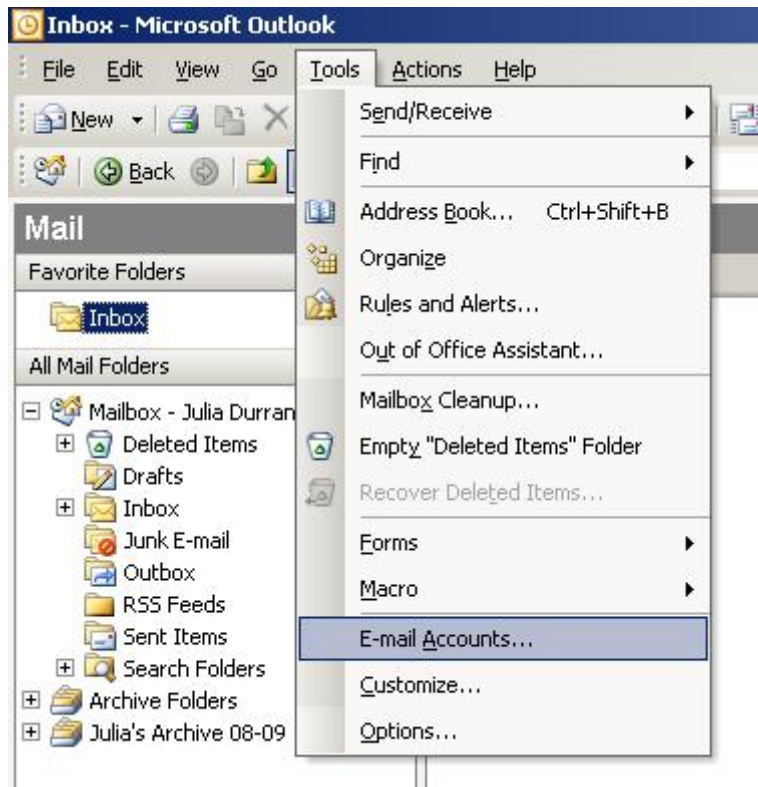 Inbox - Microsoft Outlook
File Edit View Go Tools Actions Help
New
Back
Send/Receive
Find
Address Book... Ctrl+Shift+B
Organize
Rules and Alerts...
Out of Office Assistant...
Mailbox Cleanup...
Empty "Deleted Items" Folder
Recover Deleted Items...
Forms
Macro
E-mail Accounts...
Customize...
Options...
Mail
Favorite Folders
Inbox
All Mail Folders
Mailbox - Julia Durran
Deleted Items
Drafts
Inbox
Junk E-mail
Outbox
RSS Feeds
Sent Items
Search Folders
Archive Folders
Julia's Archive 08-09